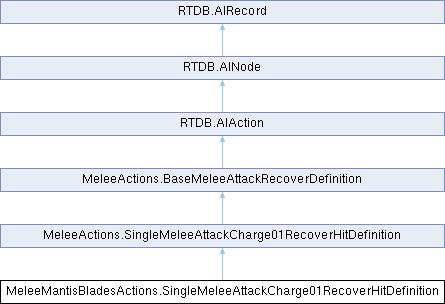 RTDB.AIRecord
RTDB.AINode
RTDB.AIAction
MeleeActions.BaseMeleeAttackRecoverDefinition
MeleeActions.SingleMeleeAttackCharge01RecoverHitDefinition
MeleeMantisBladesActions.SingleMeleeAttackCharge01RecoverHitDefinition